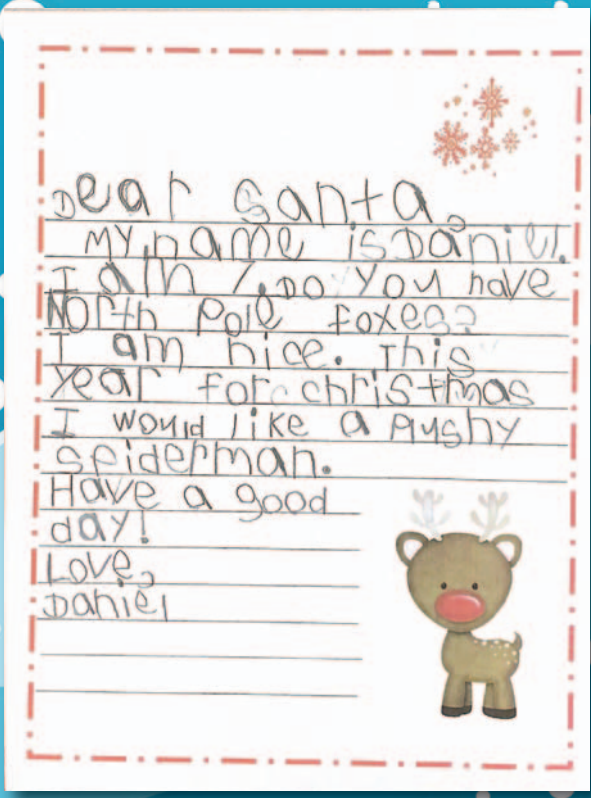 Dear Santa,
My name is Daniel.
I am 7. Do you have
North Pole foxes?
I am nice. This
year for christmas
I would like a plushy
speiderman.
Have a good
day!
Love,
Daniel